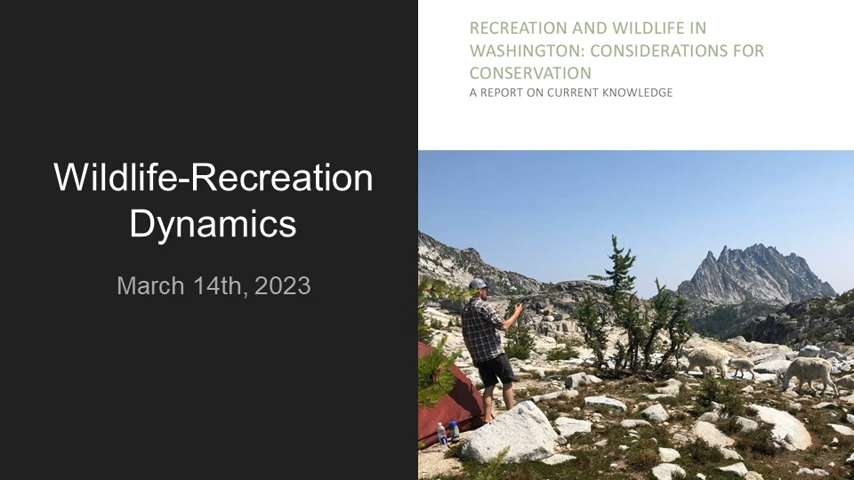 Wildlife-Recreation
Dynamics
March 14th, 2023
RECREATION AND WILDLIFE IN
WASHINGTON: CONSIDERATIONS FOR
CONSERVATION
A REPORT ON CURRENT KNOWLEDGE